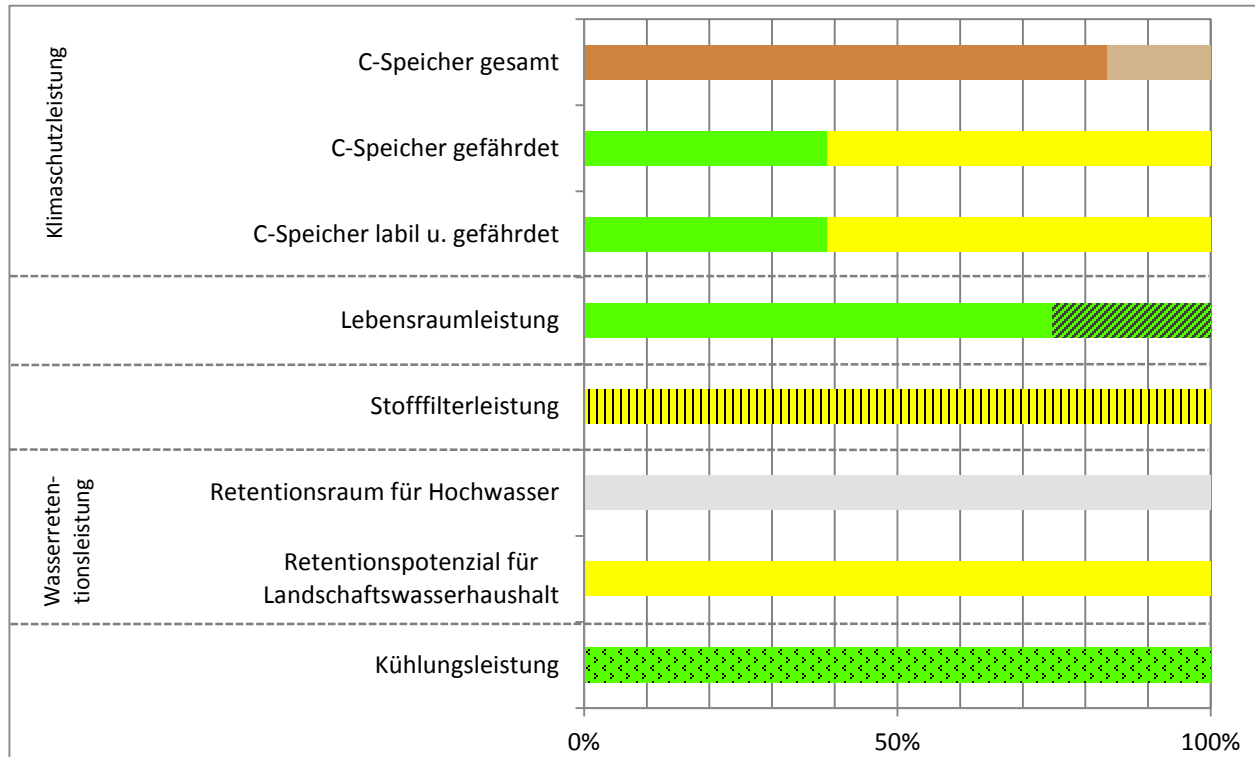 Klimaschutzleistung
C-Speicher gesamt
C-Speicher gefährdet
C-Speicher labil u. gefährdet
Lebensraumleistung
Stofffilterleistung
Wasserreten-
tionsleistung
Retentionsraum für Hochwasser
Retentionspotenzial für
Landschaftswasserhaushalt
Kühlungsleistung
0%
50%
100%